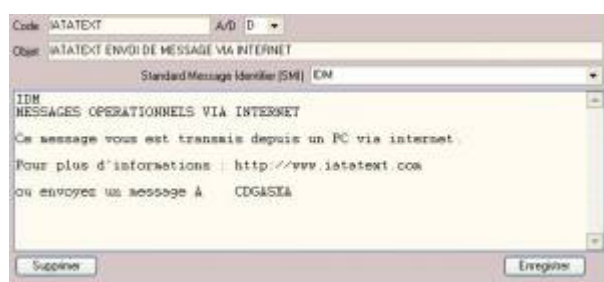 Code IATATEXT A/D D
Objet IATATEXT ENVOI DE MESSAGE VIA INTERNET
Standard Message Identifier (SMI) IDM
IDM
MESSAGES OPERATIONNELS VIA INTERNET
Ce message vous est transmis depuis un PC via internet.
Pour plus d'informations : http://www.iatatext.com
ou envoyez un message A CDGASXA
Supprimer Enregistrer